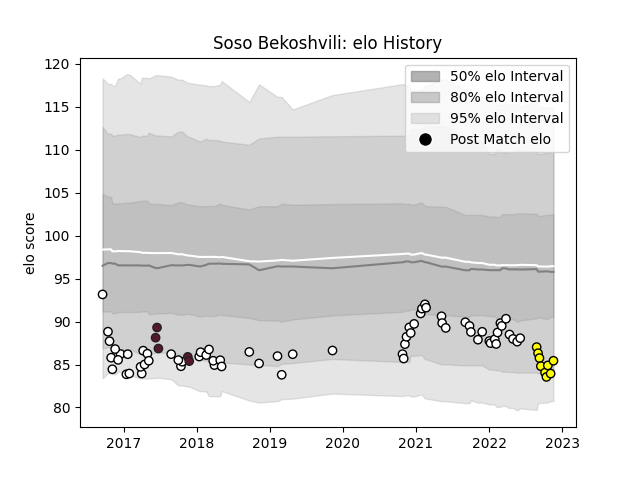 Soso Bekoshvili: elo History
120
115
110
105
100
95
90
85
80
elo score
50% elo Interval
80% elo Interval
95% elo Interval
Post Match elo
2017
2018
2019
2020
2021
2022
2023